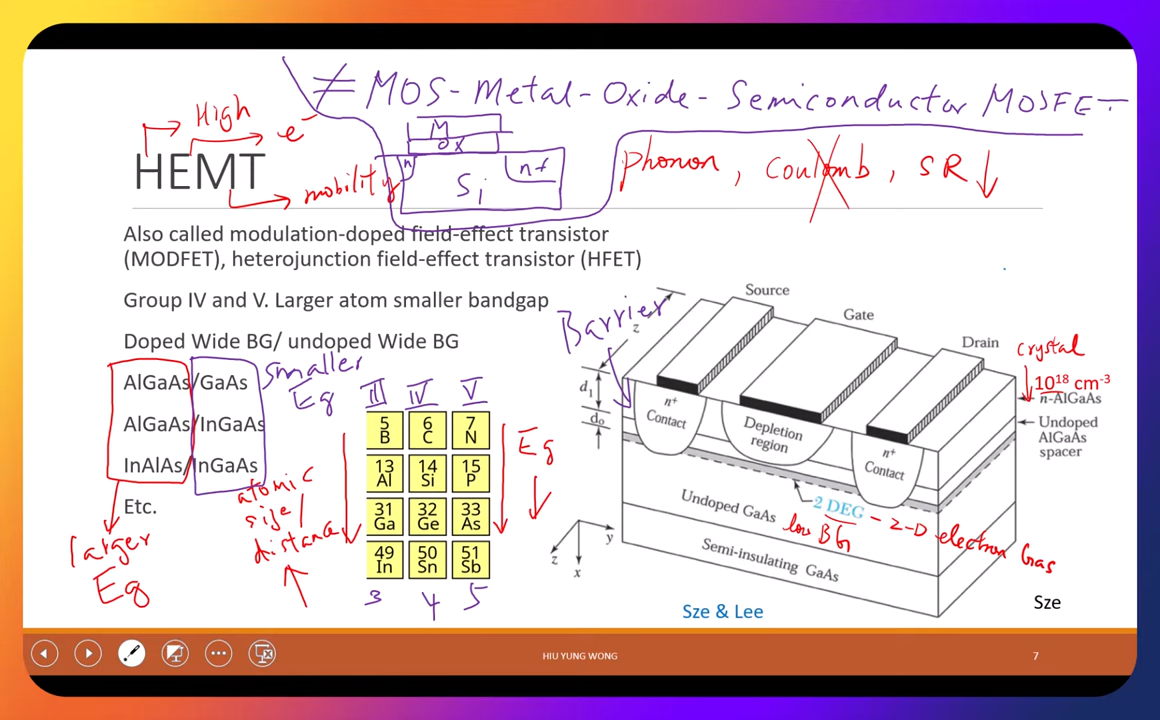 ≠ MOS - Metal-Oxide-Semiconductor MOSFET
High
e⁻
HEMT
mobility
M
OX
n
n+
Si
phonon, Coulomb, SR ↓
Also called modulation-doped field-effect transistor
(MODFET), heterojunction field-effect transistor (HFET)
Group IV and V. Larger atom smaller bandgap
Doped Wide BG/ undoped Wide BG
AlGaAs/GaAs
AlGaAs/InGaAs
InAlAs/InGaAs
Etc.
smaller
Eg
larger
Eg
atomic
size/
distance
↑
III IV V
5 6 7
B C N
13 14 15
Al Si P
31 32 33
Ga Ge As
49 50 51
In Sn Sb
3 4 5
Eg
↓
Barrier
Source
Gate
Drain
z
d₁
d₀
n⁺
Contact
Depletion
region
n⁺
Contact
crystal
10¹⁸ cm⁻³
n-AlGaAs
Undoped
AlGaAs
spacer
2 DEG - 2-D electron Gas
Undoped GaAs
low BG
Semi-insulating GaAs
y
z
x
Sze & Lee
Sze
HIU YUNG WONG
7